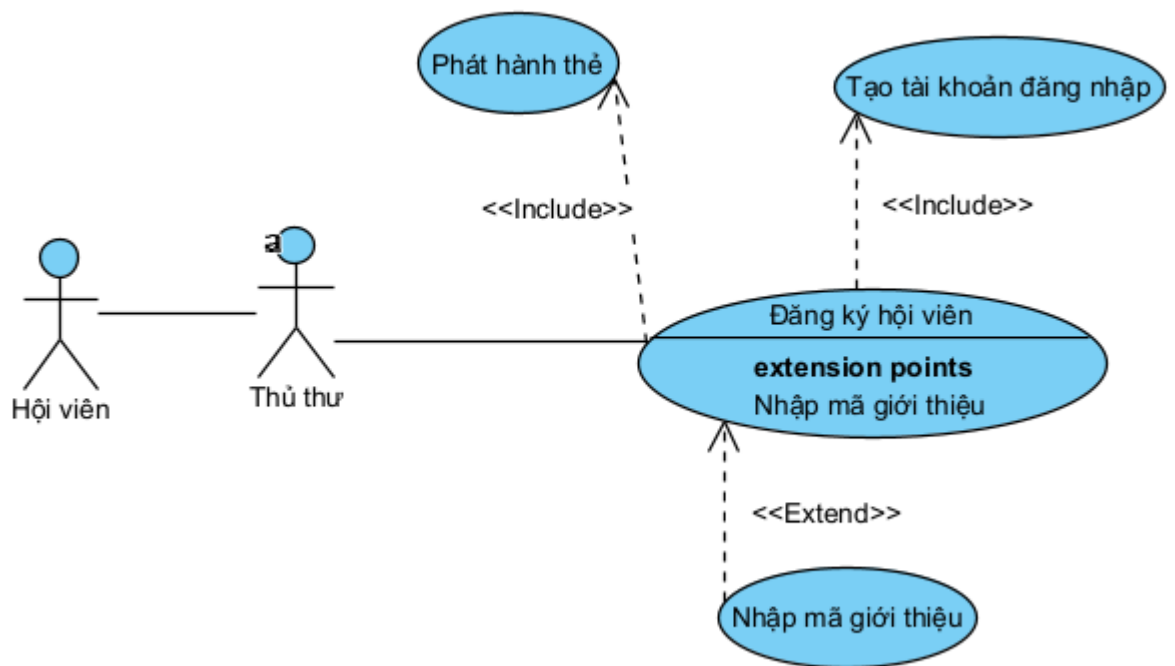 Phát hành thẻ
Tạo tài khoản đăng nhập
<<Include>>
<<Include>>
a
Đăng ký hội viên
extension points
Nhập mã giới thiệu
Hội viên
Thủ thư
<<Extend>>
Nhập mã giới thiệu